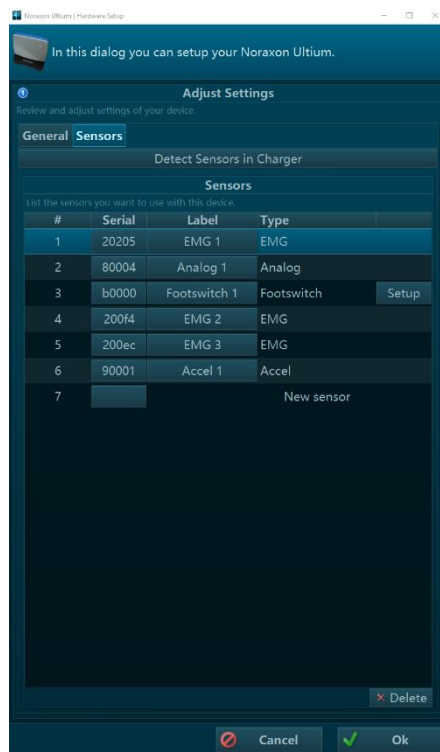 Noraxon Ultium | Hardware Setup
In this dialog you can setup your Noraxon Ultium.
1 Adjust Settings
Review and adjust settings of your device.
General Sensors
Detect Sensors in Charger
Sensors
List the sensors you want to use with this device.
# Serial Label Type
1 20205 EMG 1 EMG
2 80004 Analog 1 Analog
3 b0000 Footswitch 1 Footswitch Setup
4 200f4 EMG 2 EMG
5 200ec EMG 3 EMG
6 90001 Accel 1 Accel
7 New sensor
Delete
Cancel Ok